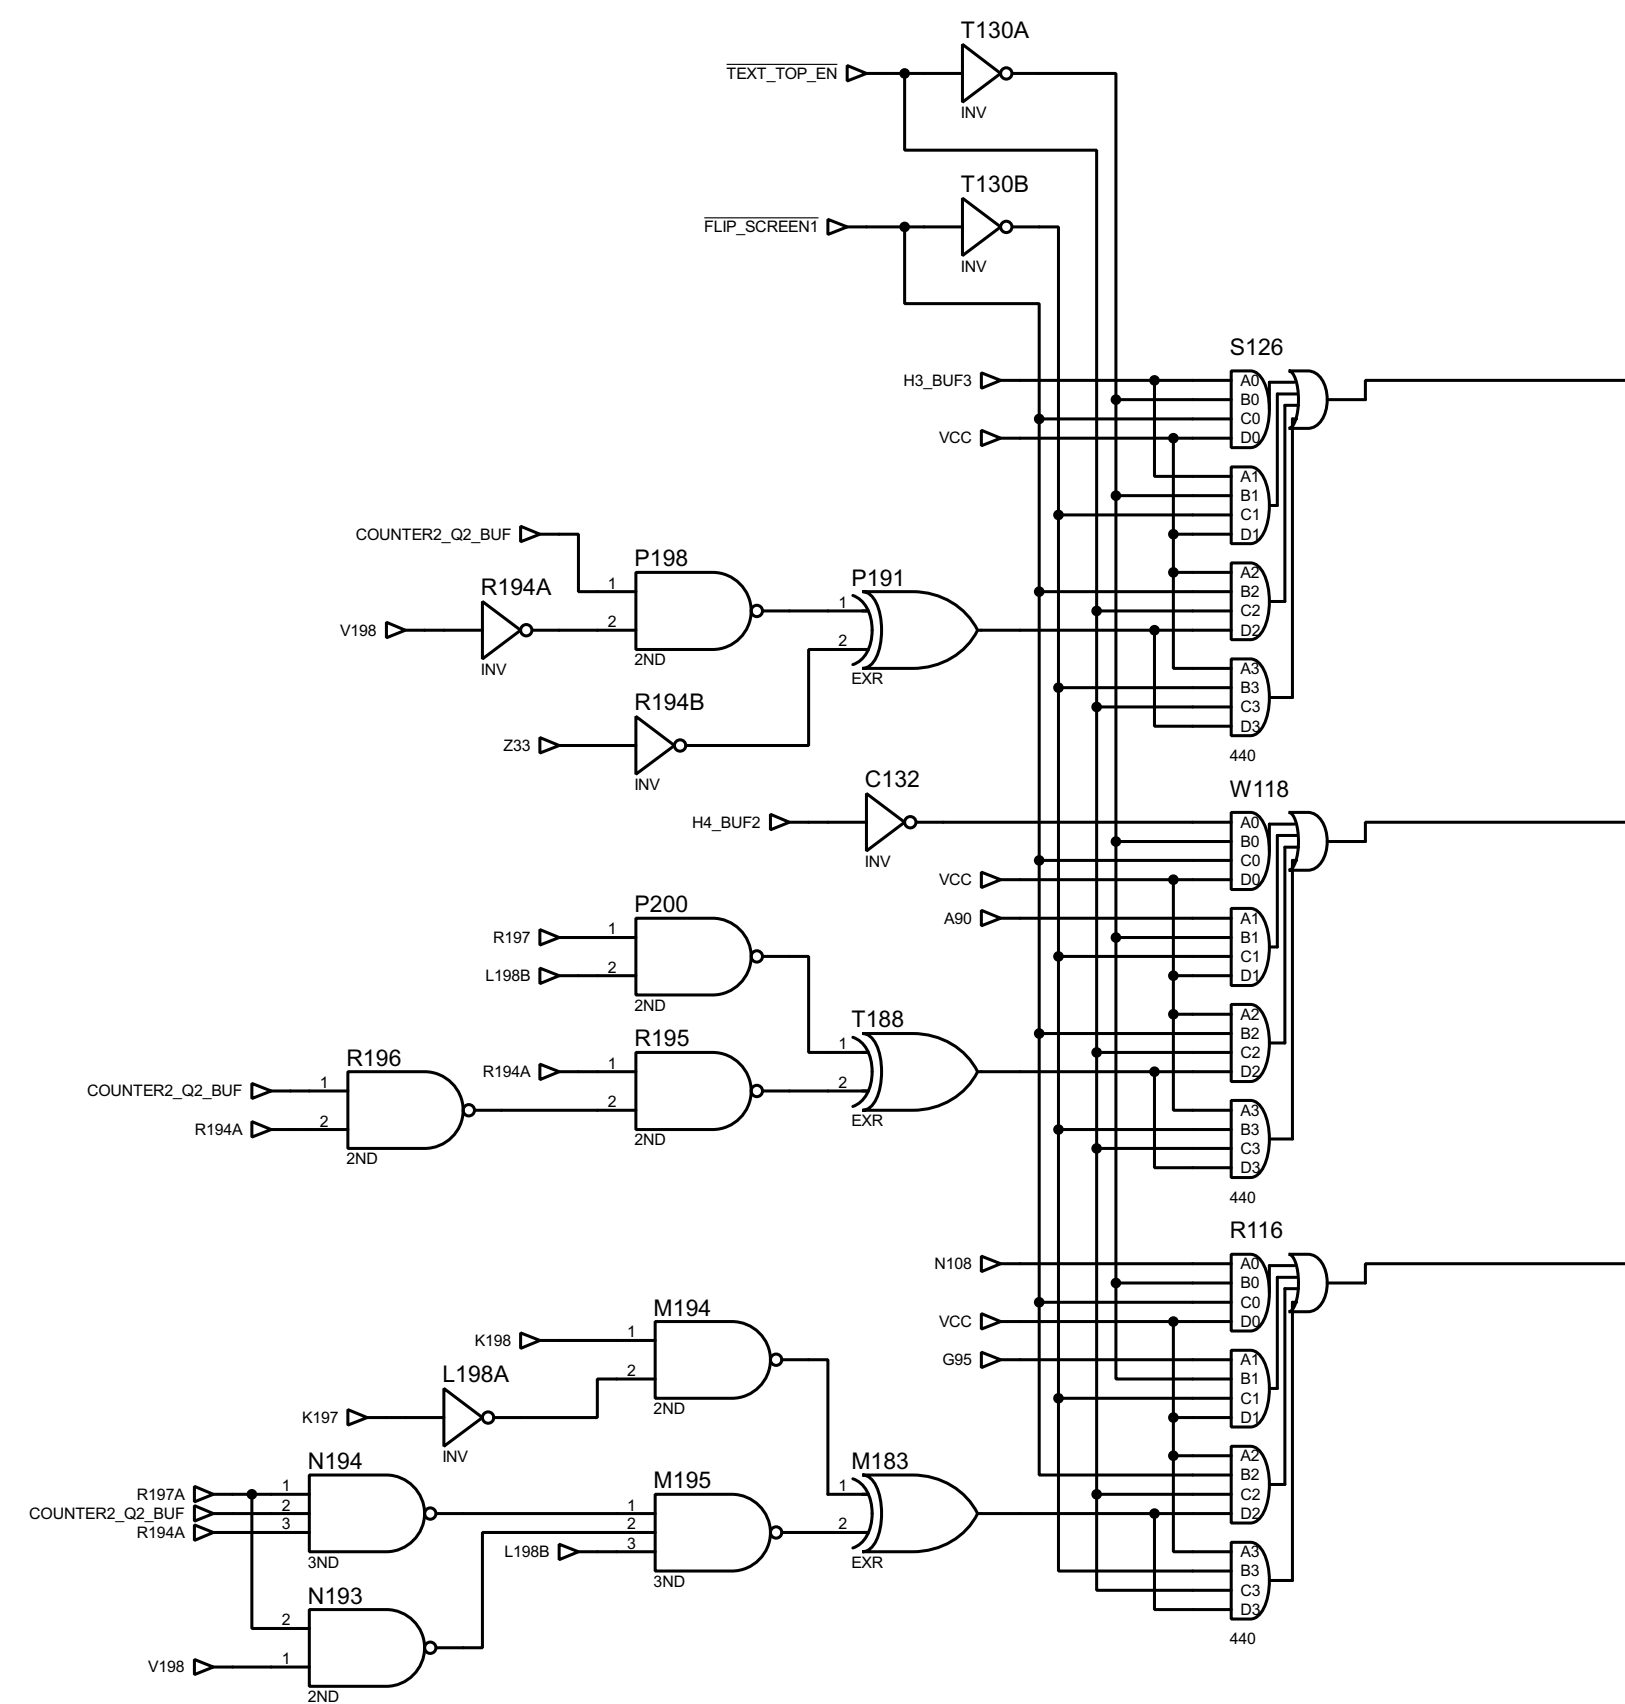 T130A
TEXT_TOP_EN
INV
T130B
FLIP_SCREEN1
INV
S126
H3_BUF3
A0
B0
C0
VCC
D0
A1
B1
C1
D1
COUNTER2_Q2_BUF
P198
R194A
P191
1
1
A2
B2
C2
V198
2
2
D2
INV
2ND
EXR
A3
B3
C3
D3
R194B
Z33
INV
440
C132
W118
H4_BUF2
INV
A0
B0
C0
VCC
D0
P200
A90
A1
B1
C1
D1
R197
1
L198B
2
2ND
T188
A2
B2
C2
D2
R196
R195
1
COUNTER2_Q2_BUF
1
R194A
1
2
2
R194A
2
2ND
2ND
EXR
A3
B3
C3
D3
440
R116
N108
A0
B0
C0
VCC
D0
M194
K198
1
G95
A1
B1
C1
D1
L198A
2
K197
INV
2ND
N194
M195
M183
A2
B2
C2
D2
R197A
1
COUNTER2_Q2_BUF
2
R194A
3
1
2
L198B
3
1
2
3ND
3ND
EXR
A3
B3
C3
D3
N193
2
V198
1
2ND
440